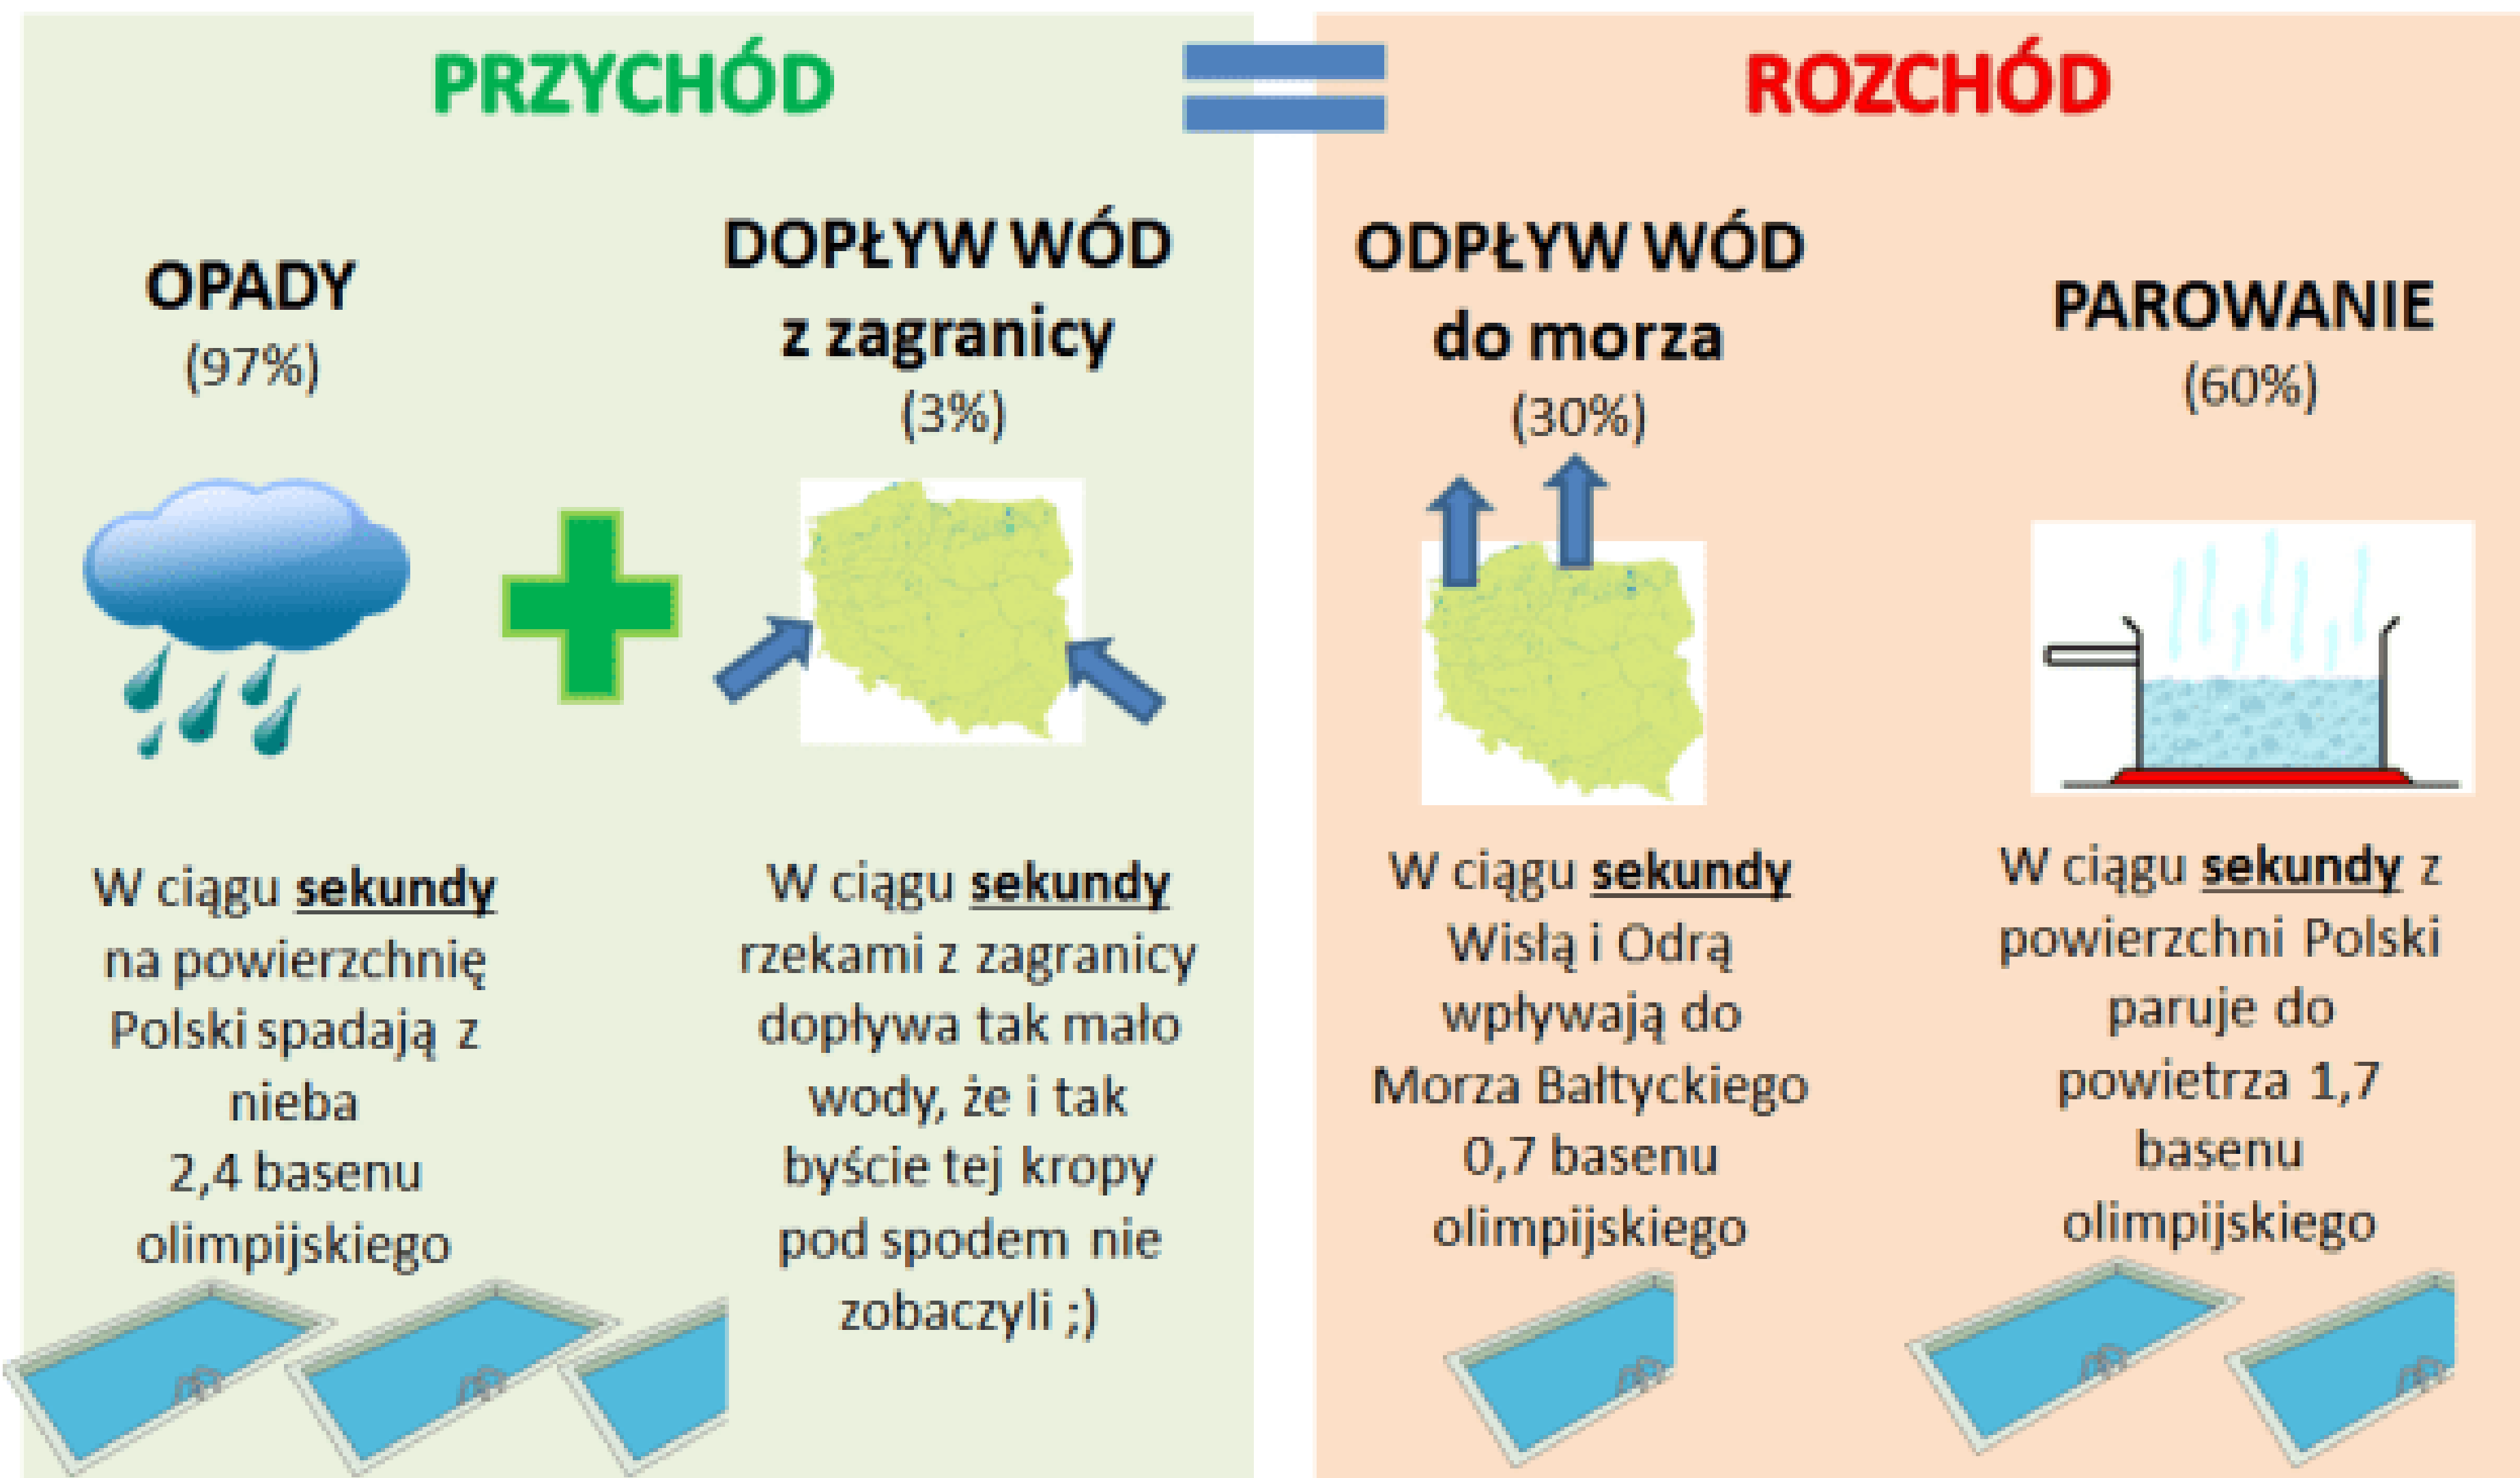 PRZYCHÓD
OPADY
(97%)
DOPŁYW WÓD
z zagranicy
(3%)
W ciągu sekundy
na powierzchnię
Polski spadają z
nieba
2,4 basenu
olimpijskiego
W ciągu sekundy
rzekami z zagranicy
dopływa tak mało
wody, że i tak
byście tej kropy
pod spodem nie
zobaczyli ;)
ROZCHÓD
ODPŁYW WÓD
do morza
(30%)
PAROWANIE
(60%)
W ciągu sekundy
Wisłą i Odrą
wpływają do
Morza Bałtyckiego
0,7 basenu
olimpijskiego
W ciągu sekundy z
powierzchni Polski
paruje do
powietrza 1,7
basenu
olimpijskiego